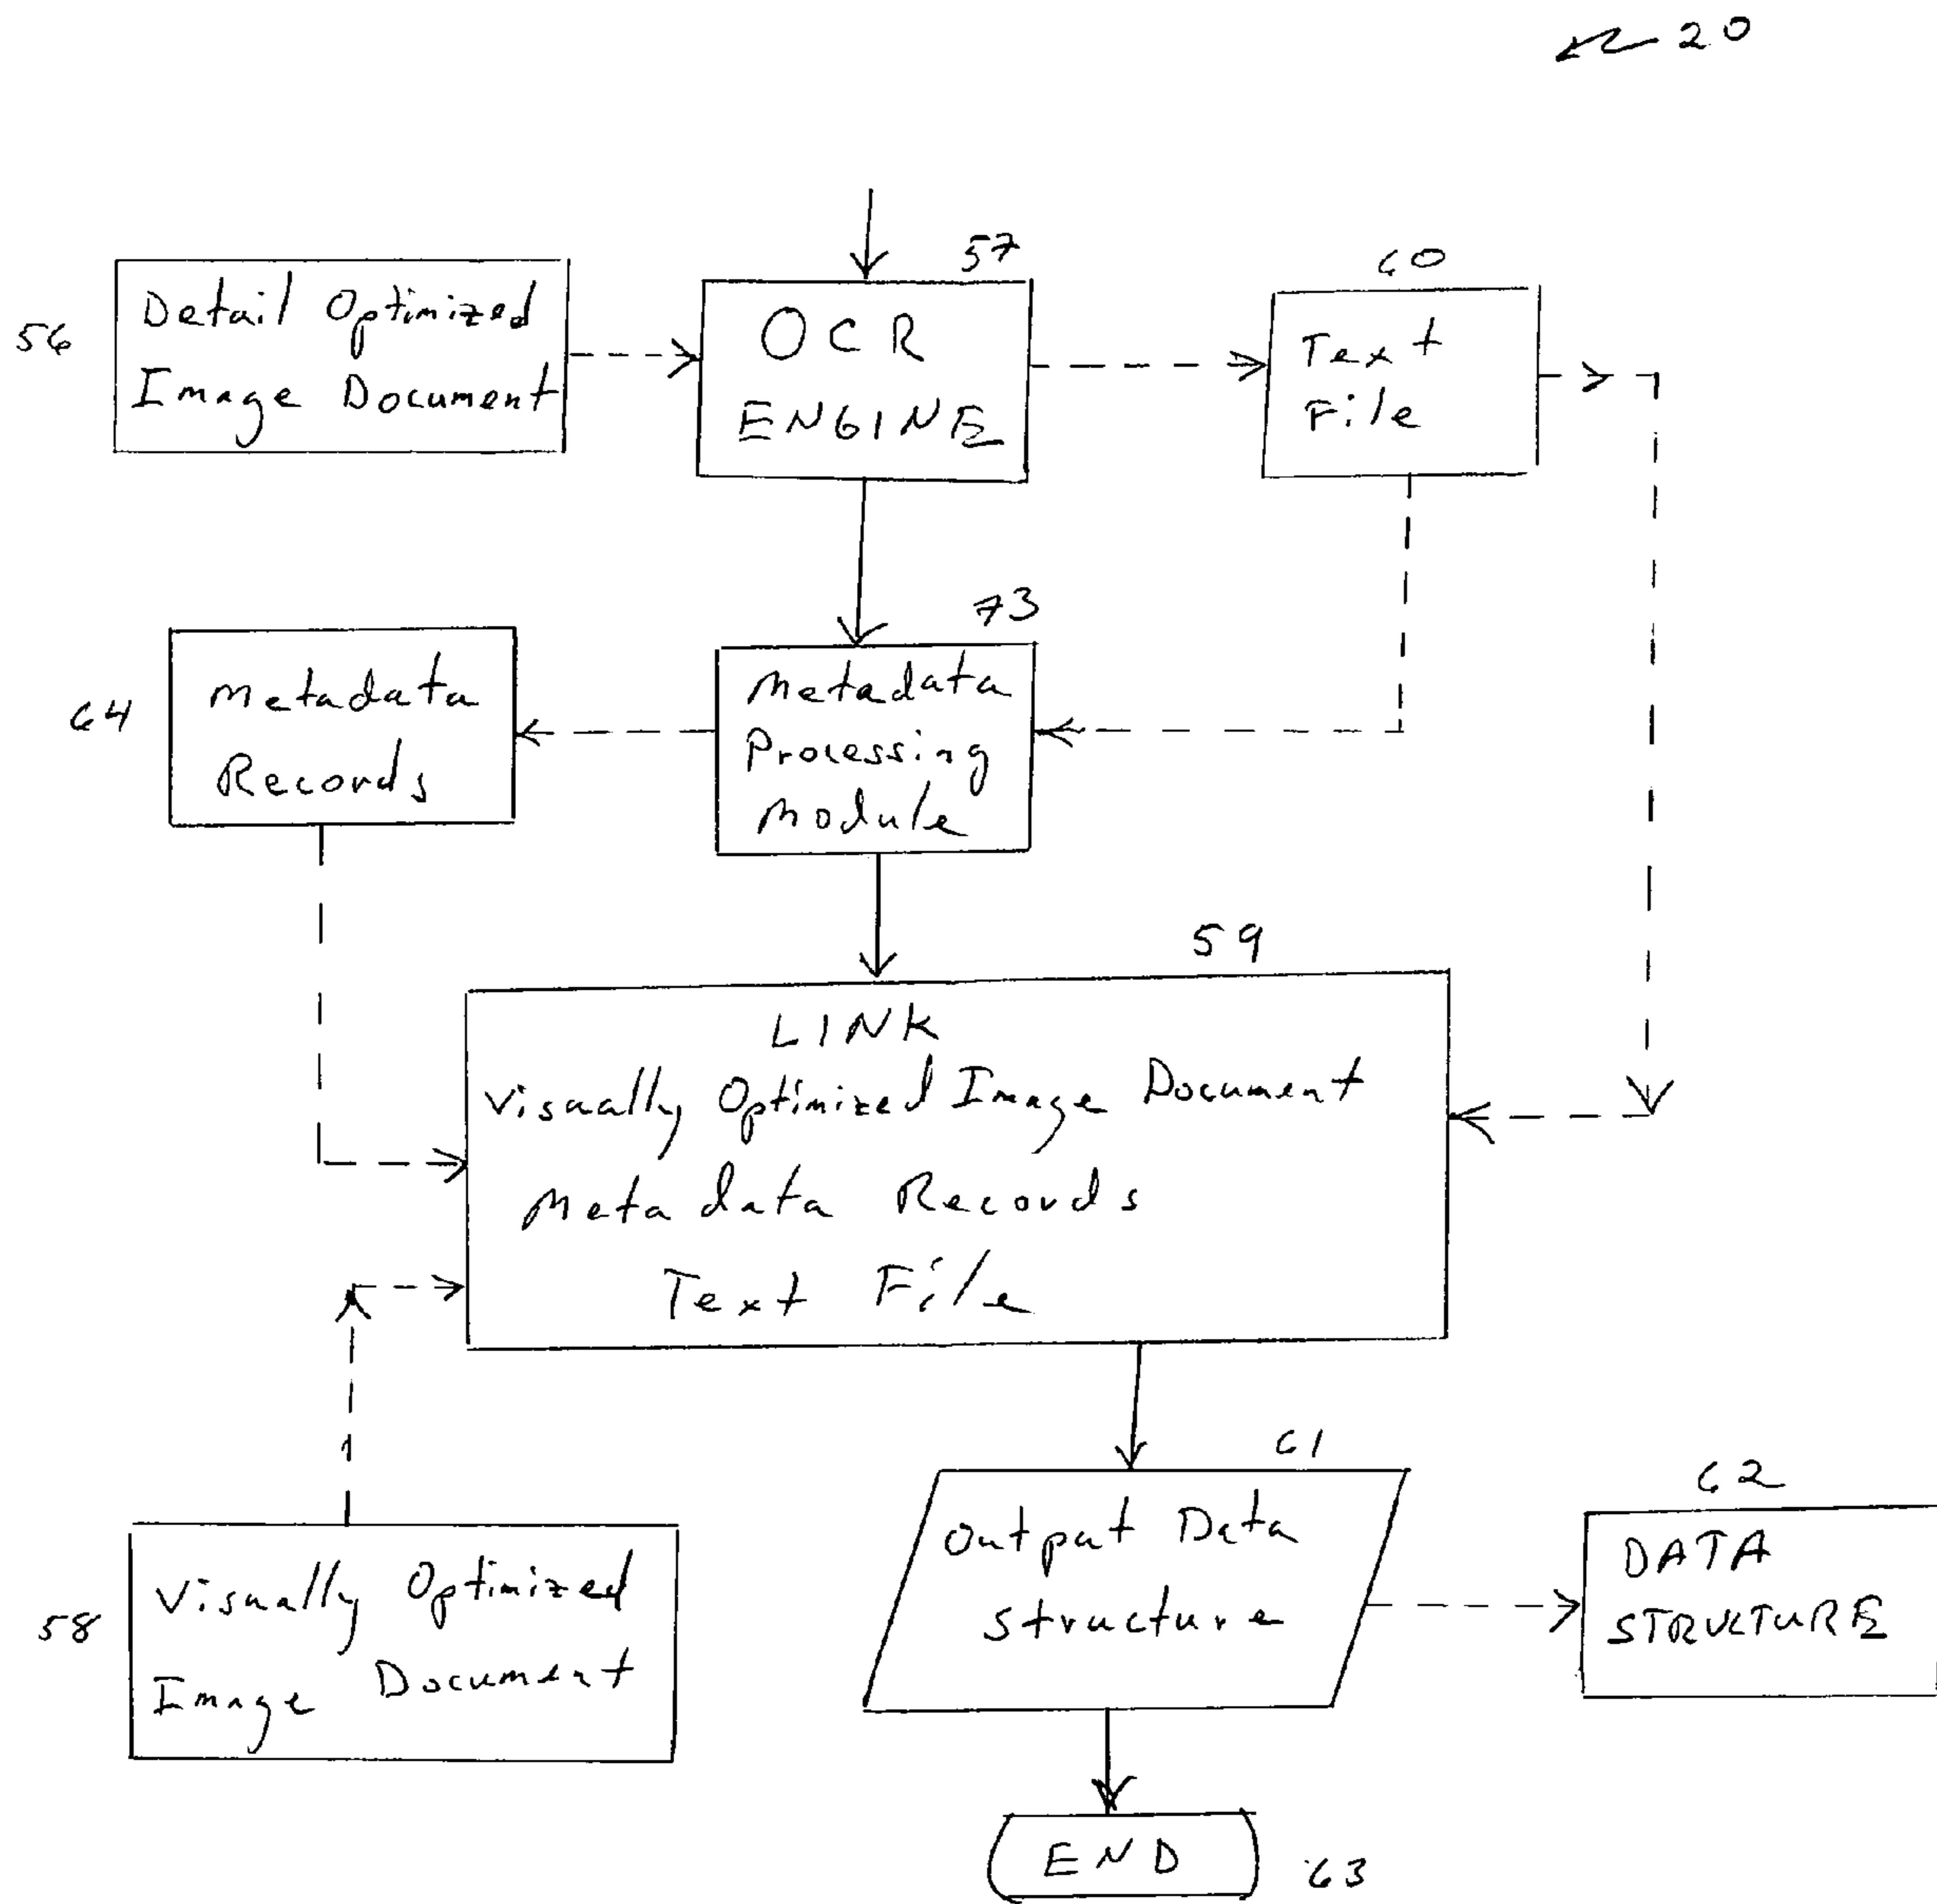 20
57
60
56
Detail Optimized
Image Document
OCR
ENGINE
Text
File
73
64
Metadata
Records
Metadata
Processing
Module
59
LINK
Visually Optimized Image Document
Metadata Records
Text File
61
62
58
Visually Optimized
Image Document
Output Data
Structure
DATA
STRUCTURE
END
63